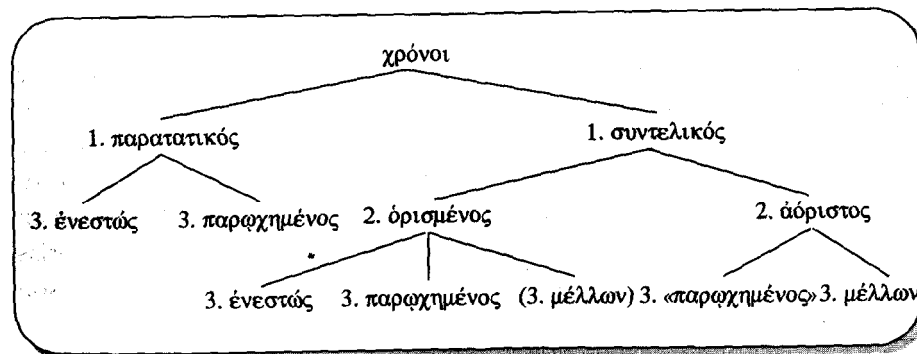 χρόνοι
1. παρατατικός 1. συντελικός
3. ἐνεστώς 3. παρῳχημένος 2. ὁρισμένος 2. ἀόριστος
3. ἐνεστώς 3. παρῳχημένος (3. μέλλων) 3. «παρῳχημένος» 3. μέλλων